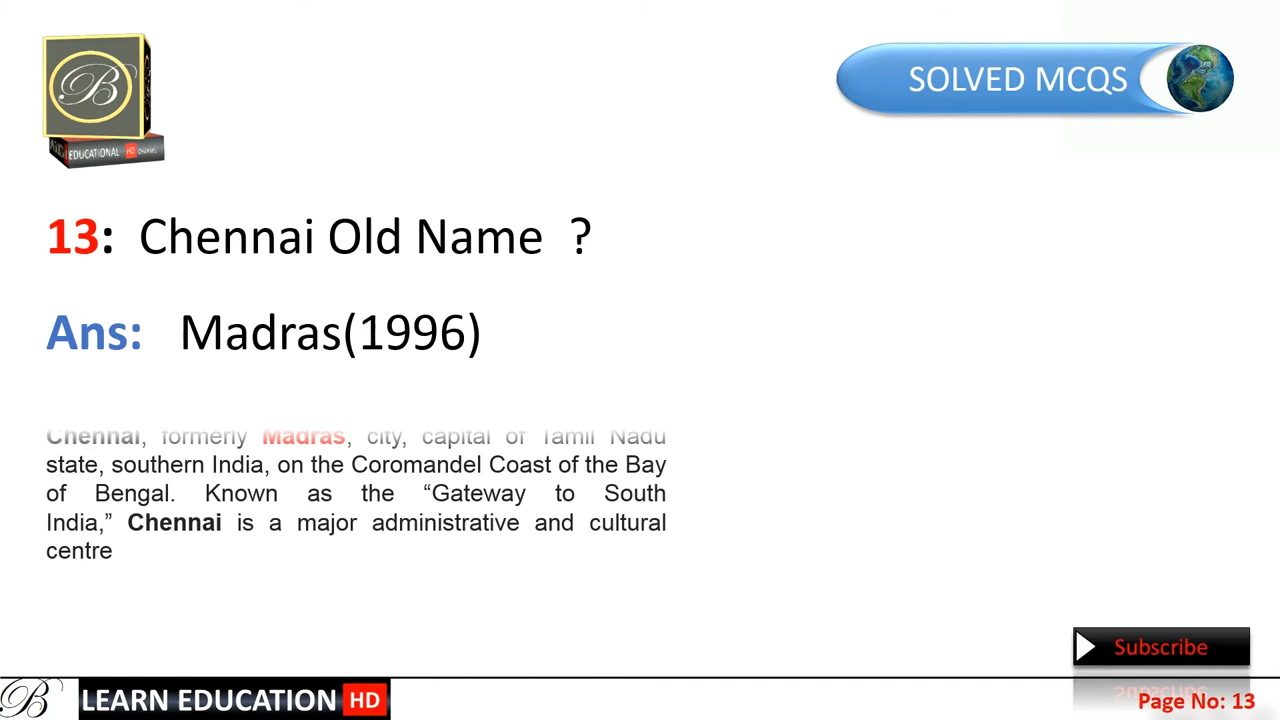 B
SOLVED MCQS
EDUCATIONAL HD CHANNEL
13: Chennai Old Name ?
Ans: Madras(1996)
Chennai, formerly Madras, city, capital of Tamil Nadu
state, southern India, on the Coromandel Coast of the Bay
of Bengal. Known as the “Gateway to South
India,” Chennai is a major administrative and cultural
centre
Subscribe
B LEARN EDUCATION HD
Page No: 13